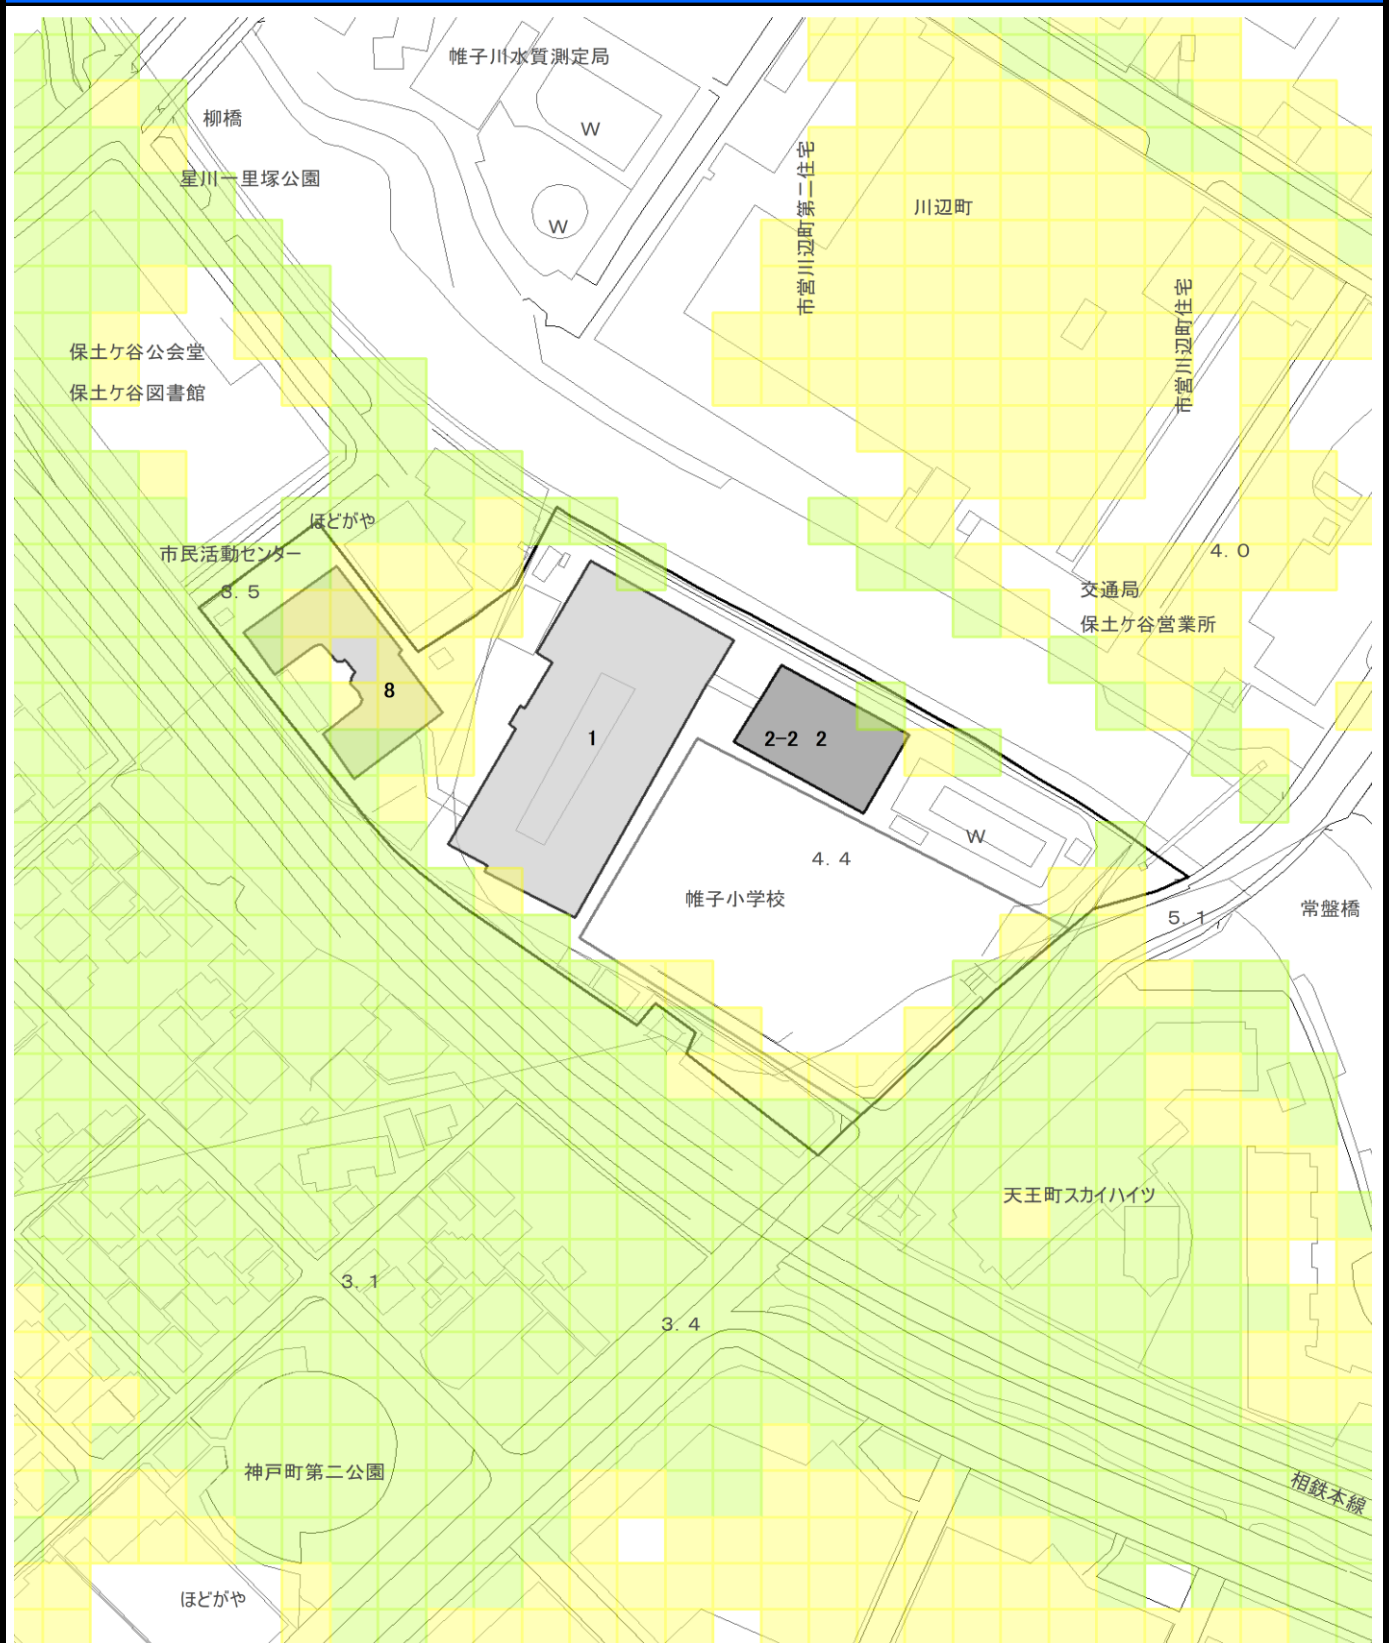 帷子川水質測定局
柳橋
W
星川一里塚公園
市営川辺町第二住宅
川辺町
W
市営川辺町住宅
保土ケ谷公会堂
保土ケ谷図書館
ほどがや
市民活動センター
3.5
4.0
交通局
保土ケ谷営業所
8
1
2-2 2
W
4.4
帷子小学校
5.1
常盤橋
天王町スカイハイツ
3.1
3.4
神戸町第二公園
相鉄本線
ほどがや